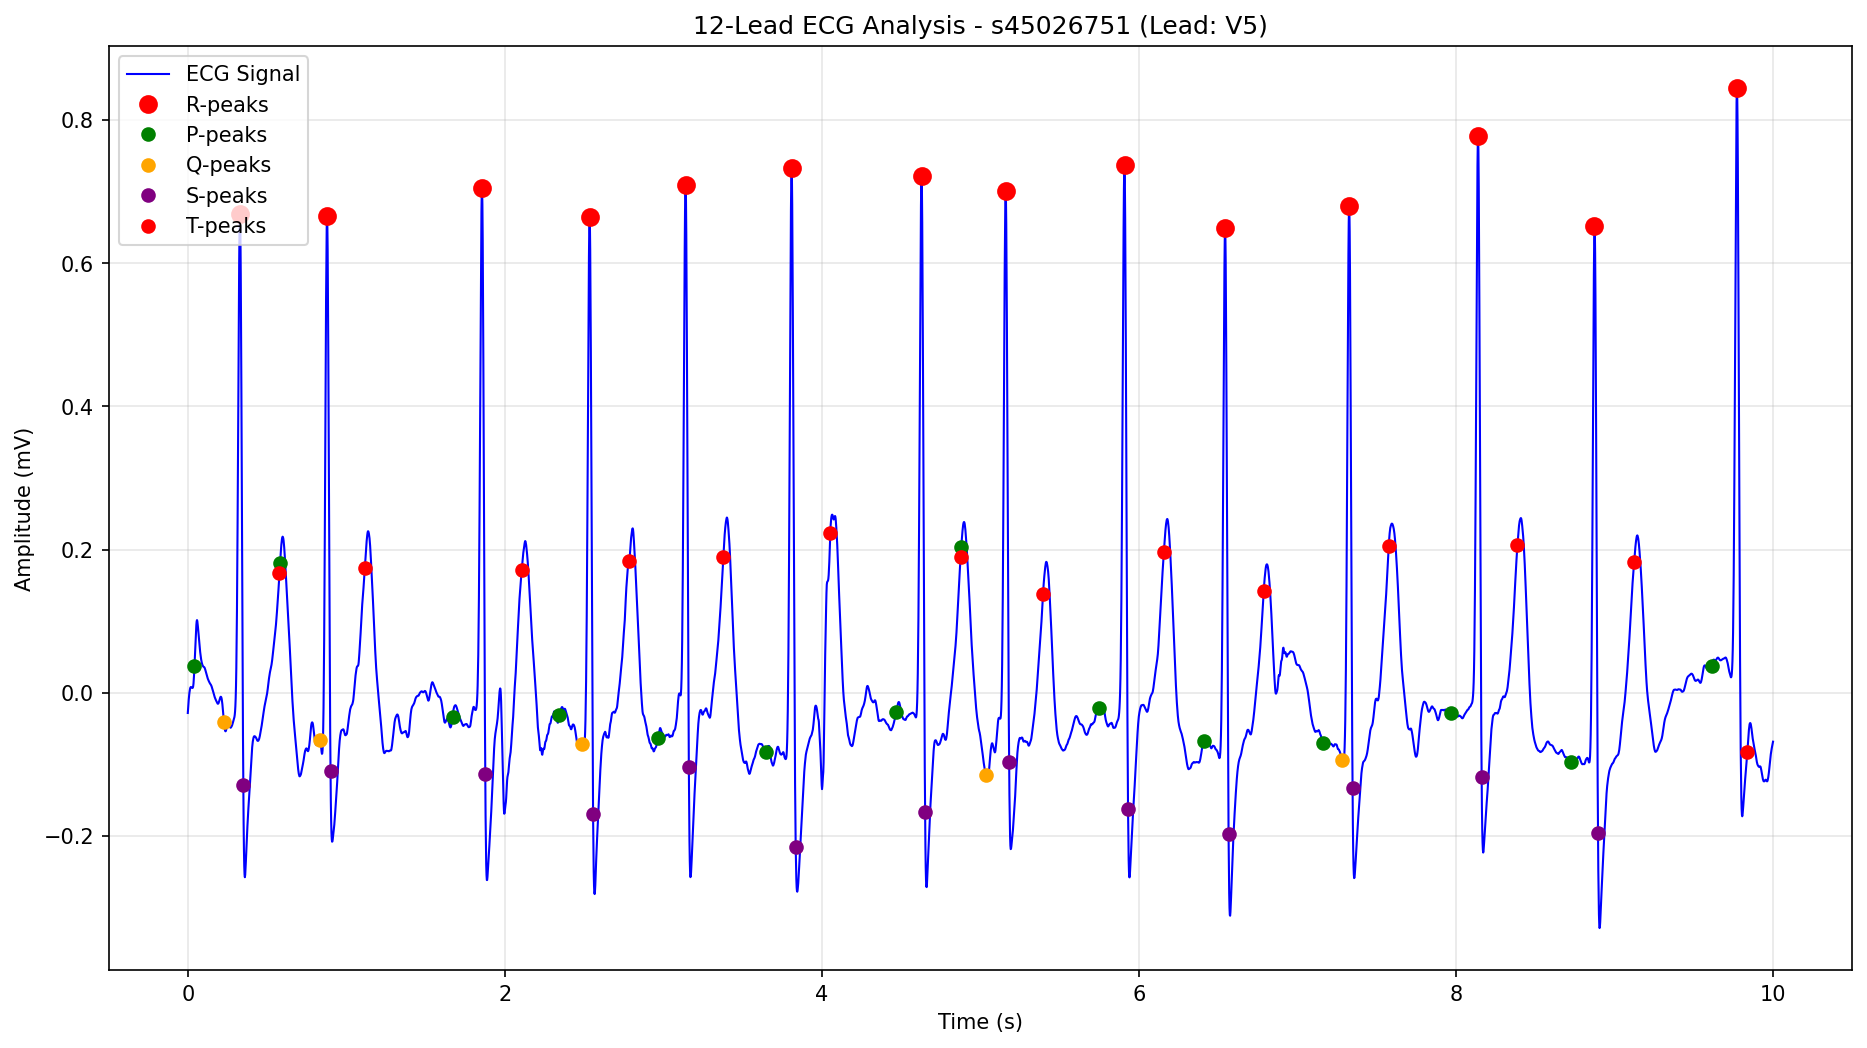 12-Lead ECG Analysis - s45026751 (Lead: V5)
ECG Signal
R-peaks
P-peaks
Q-peaks
S-peaks
T-peaks
Amplitude (mV)
0.8
0.6
0.4
0.2
0.0
−0.2
0 2 4 6 8 10
Time (s)